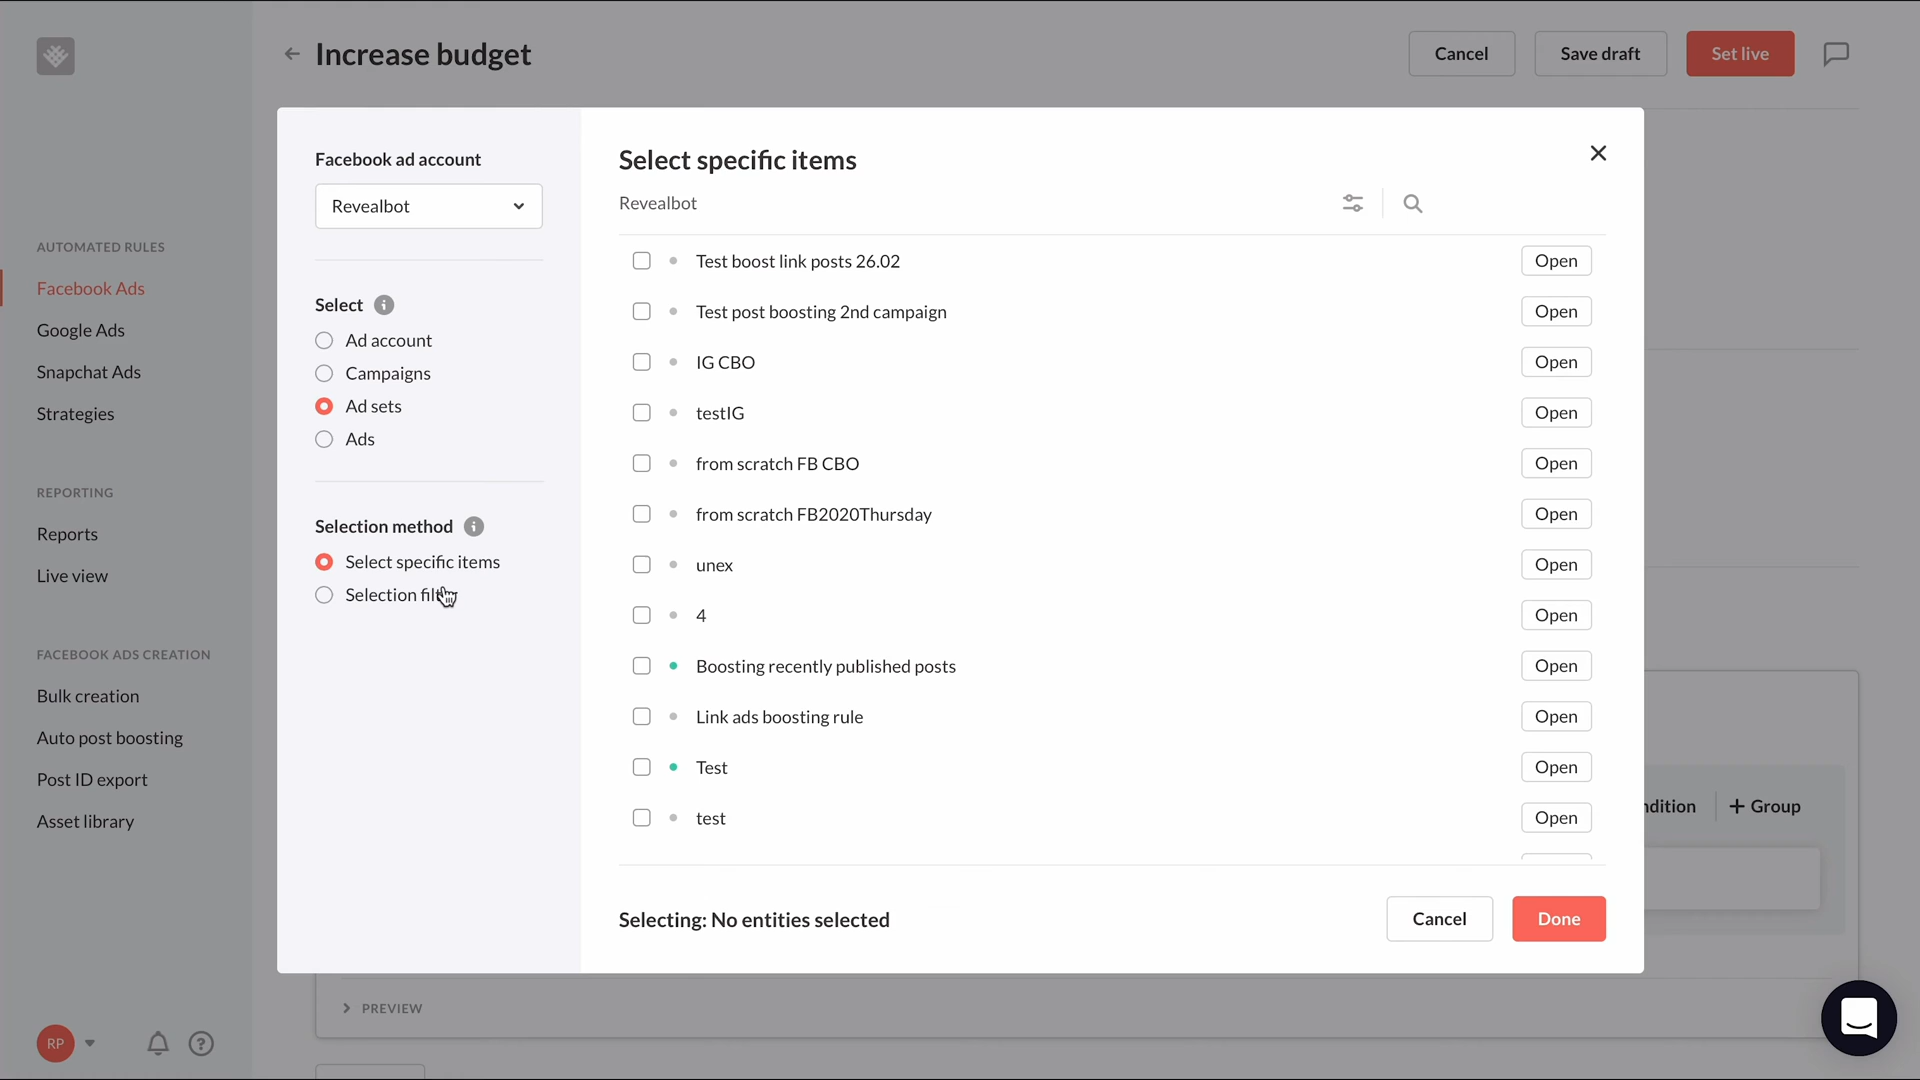 Increase budget
Cancel
Save draft
Set live
AUTOMATED RULES
Facebook Ads
Google Ads
Snapchat Ads
Strategies
REPORTING
Reports
Live view
FACEBOOK ADS CREATION
Bulk creation
Auto post boosting
Post ID export
Asset library
RP
Facebook ad account
Revealbot
Select
Ad account
Campaigns
Ad sets
Ads
Selection method
Select specific items
Selection
Select specific items
Revealbot
Test boost link posts 26.02 Open
Test post boosting 2nd campaign Open
IG CBO Open
testIG Open
from scratch FB CBO Open
from scratch FB2020Thursday Open
unex Open
4 Open
Boosting recently published posts Open
Link ads boosting rule Open
Test Open
test Open
Selecting: No entities selected
Cancel
Done
+ Group
PREVIEW